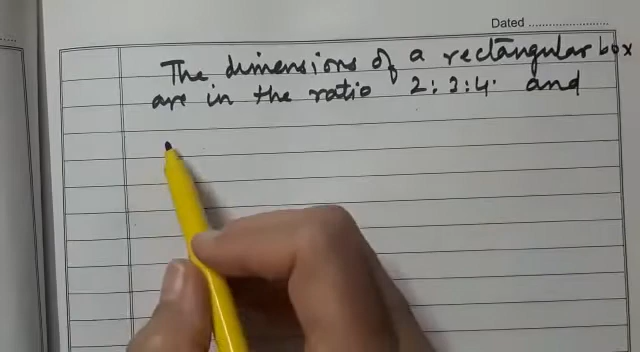 Dated ........................
The dimensions of a rectangular box
are in the ratio 2:3:4. and